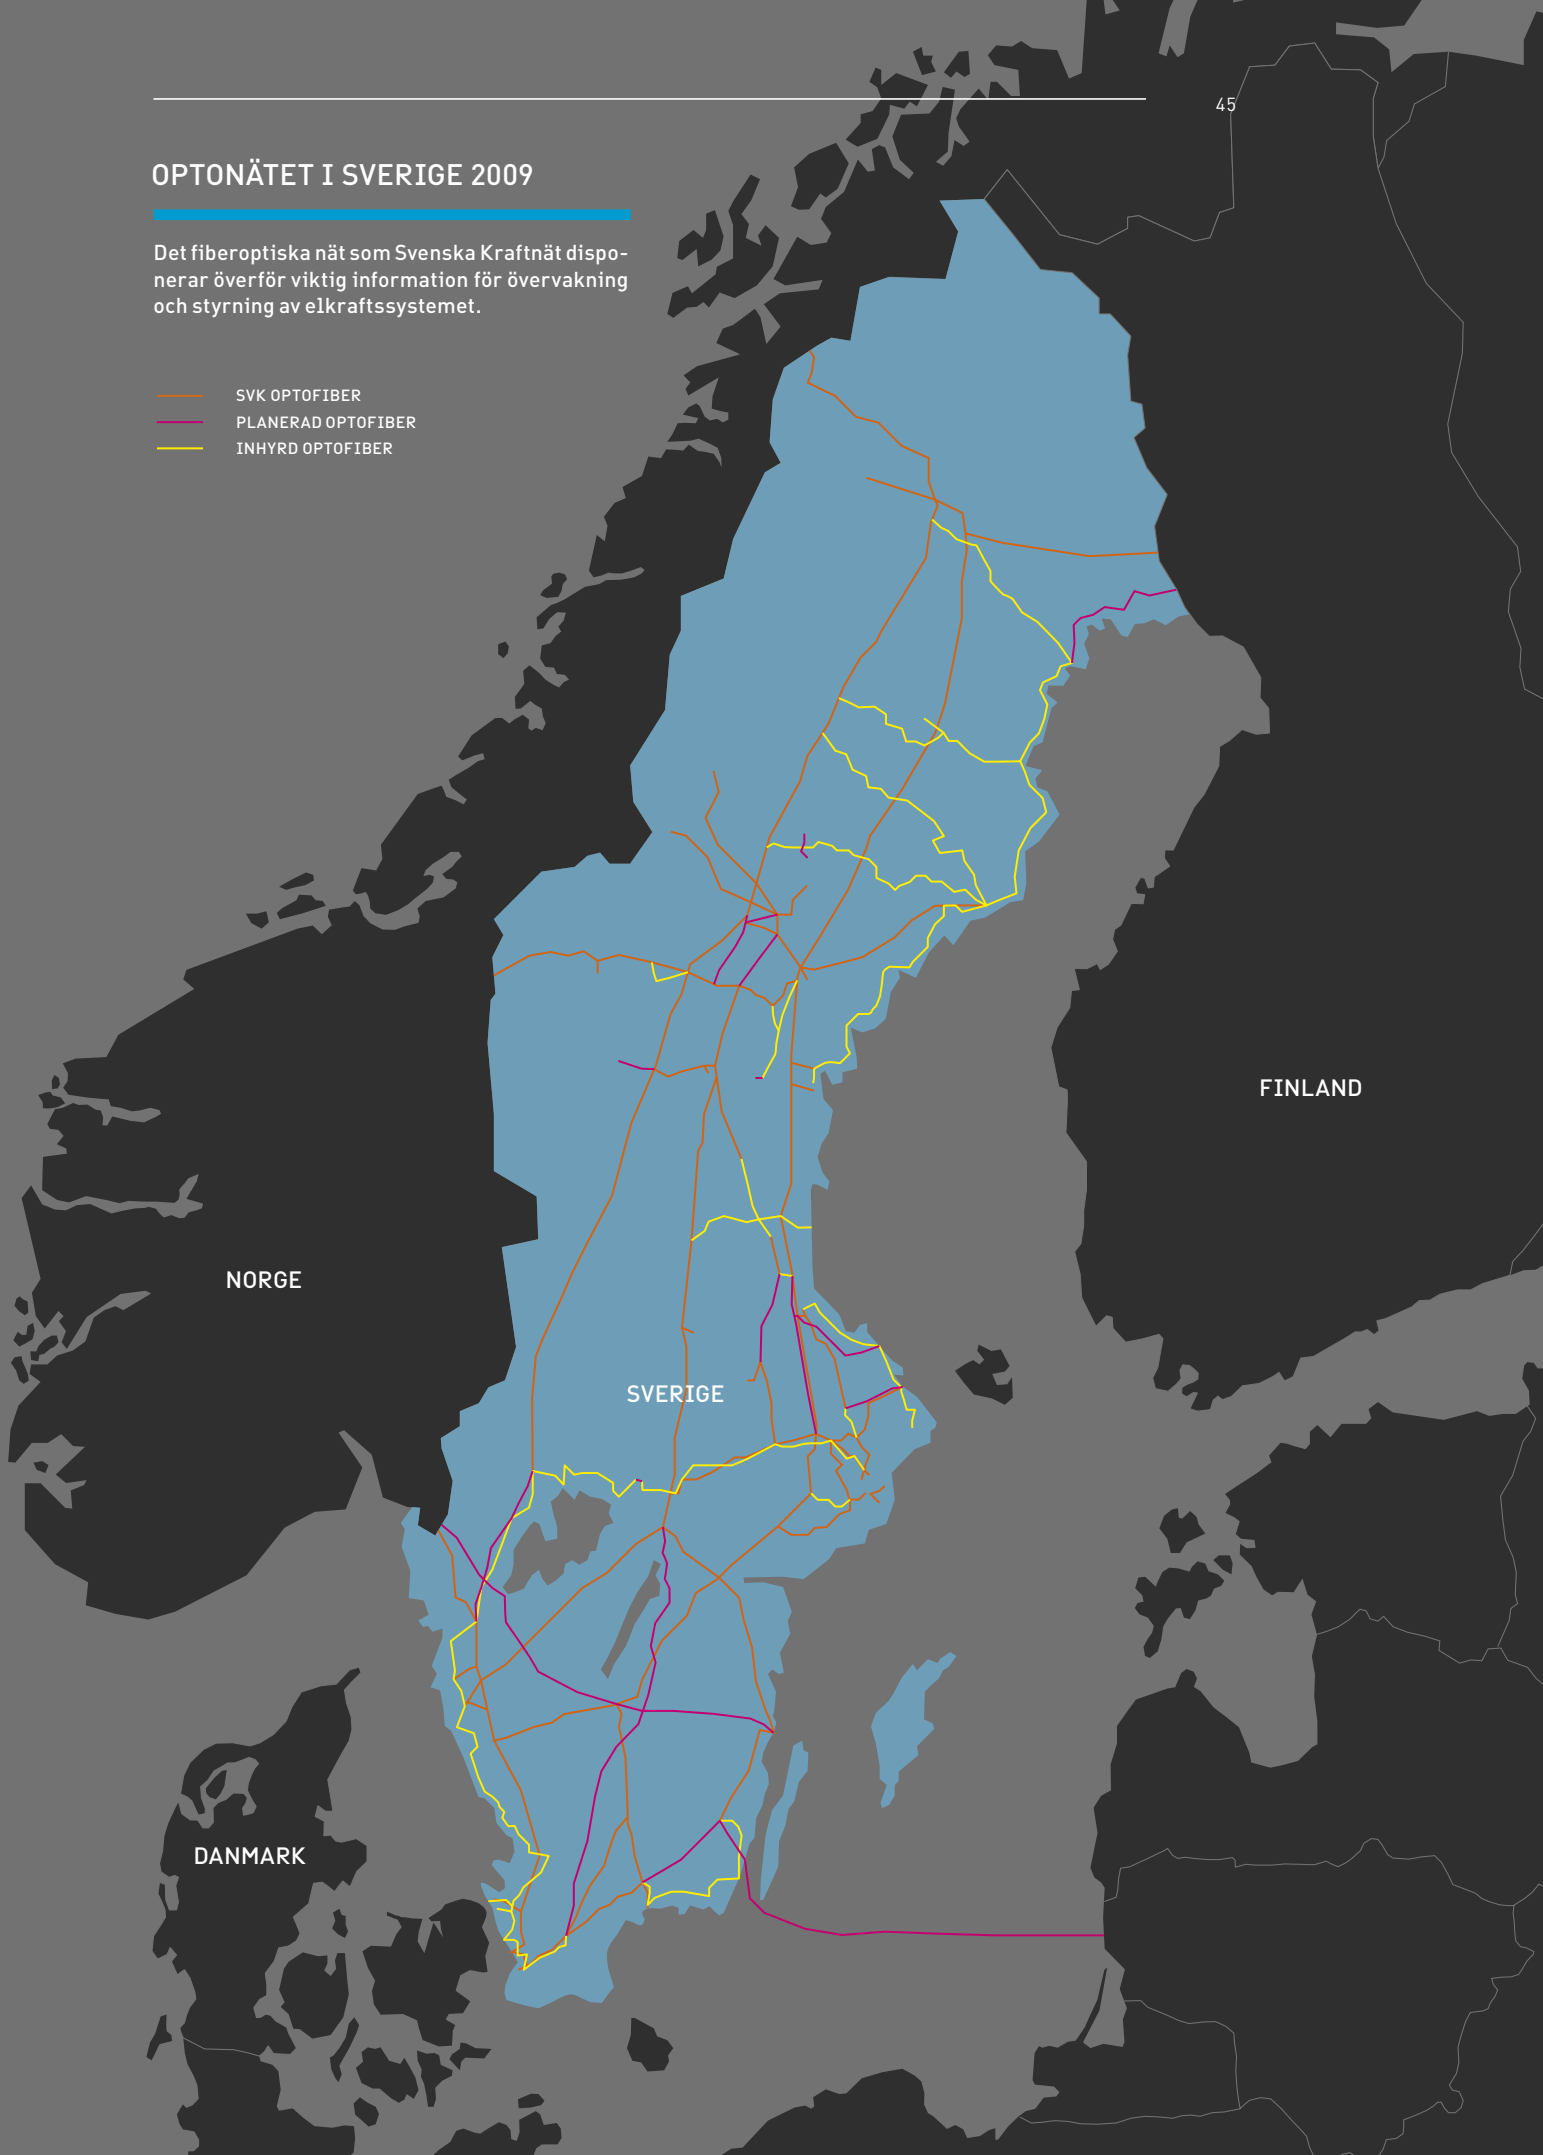 45
OPTONÄTET I SVERIGE 2009
Det fiberoptiska nät som Svenska Kraftnät dispo-
nerar överför viktig information för övervakning
och styrning av elkraftssystemet.
SVK OPTOFIBER
PLANERAD OPTOFIBER
INHYRD OPTOFIBER
FINLAND
NORGE
SVERIGE
DANMARK